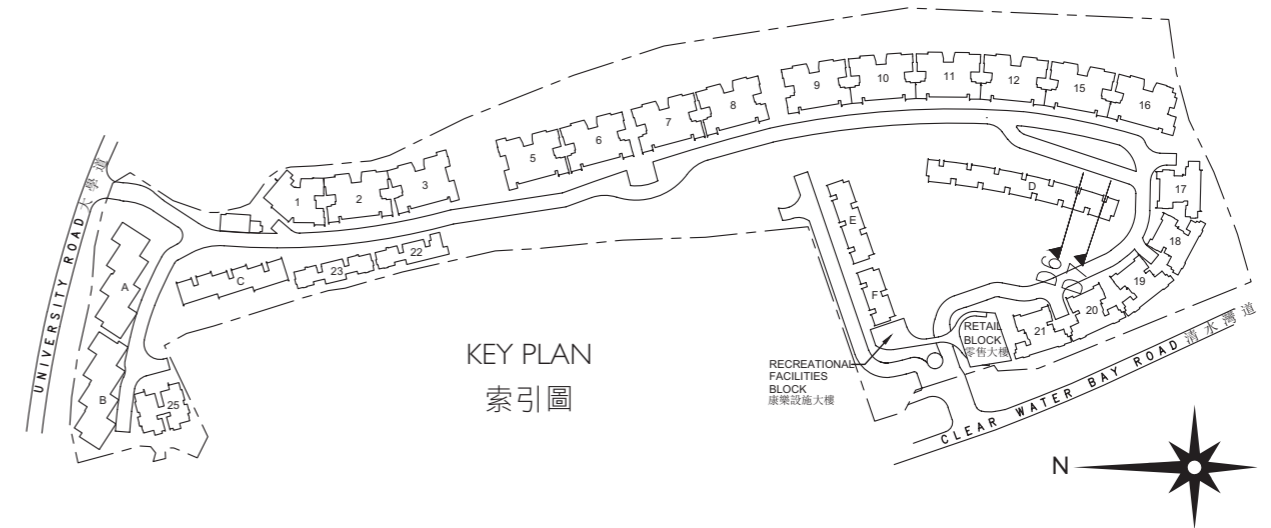 9
10
11
12
15
16
8
7
6
5
3
2
1
17
18
19
20
21
22
23
25
A
B
C
D
E
F
UNIVERSITY ROAD 大學道
KEY PLAN
索引圖
RETAIL
BLOCK
零售大樓
RECREATIONAL
FACILITIES
BLOCK
康樂設施大樓
CLEAR WATER BAY ROAD 清水灣道
N